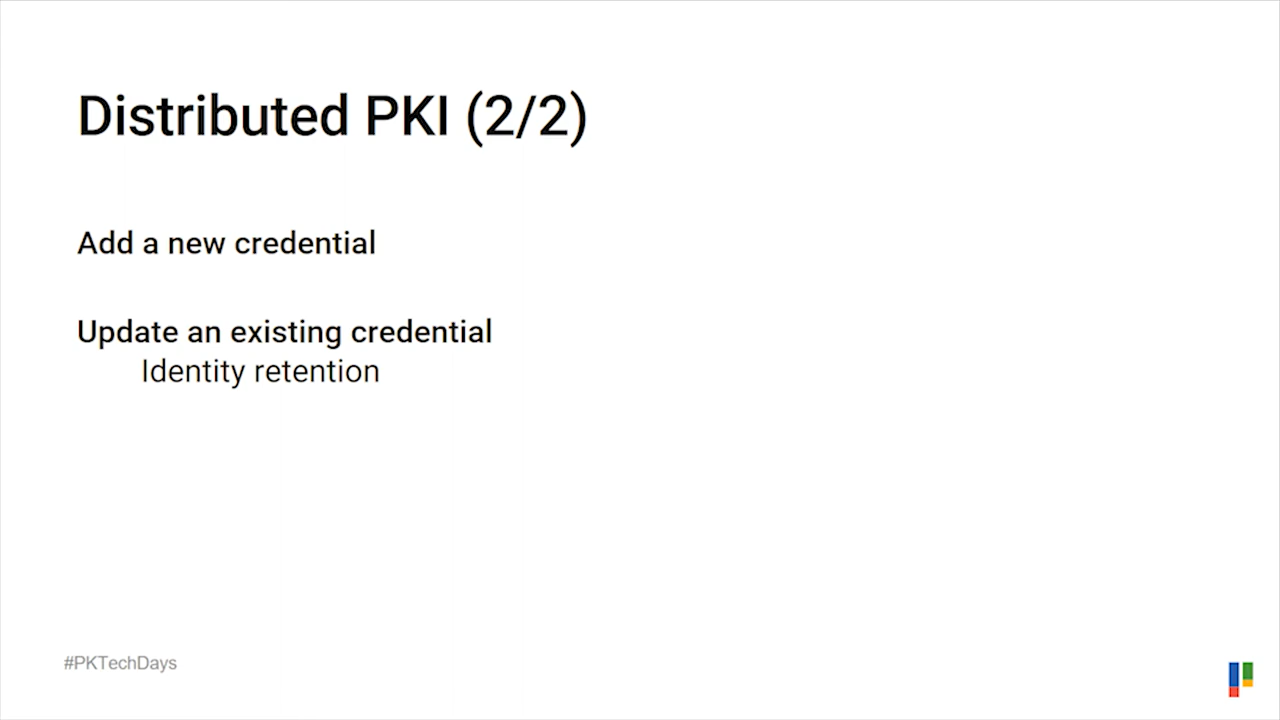 Distributed PKI (2/2)
Add a new credential
Update an existing credential
Identity retention
#PKTechDays